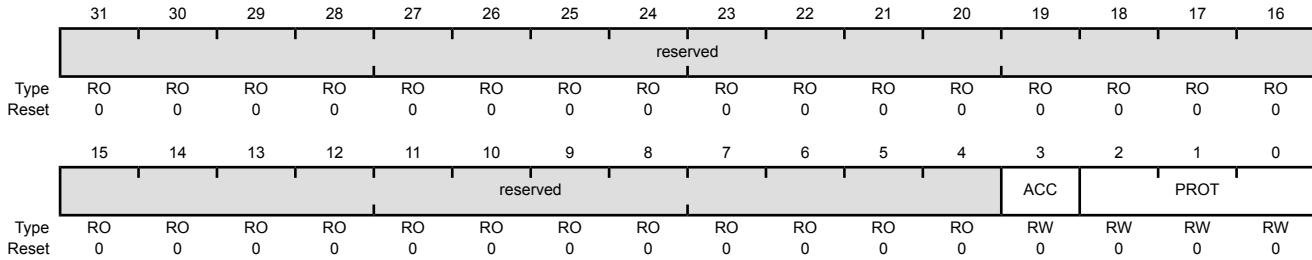 31 30 29 28 27 26 25 24 23 22 21 20 19 18 17 16
reserved
Type RO RO RO RO RO RO RO RO RO RO RO RO RO RO RO RO
Reset 0 0 0 0 0 0 0 0 0 0 0 0 0 0 0 0
15 14 13 12 11 10 9 8 7 6 5 4 3 2 1 0
reserved ACC PROT
Type RO RO RO RO RO RO RO RO RO RO RO RO RW RW RW RW
Reset 0 0 0 0 0 0 0 0 0 0 0 0 0 0 0 0